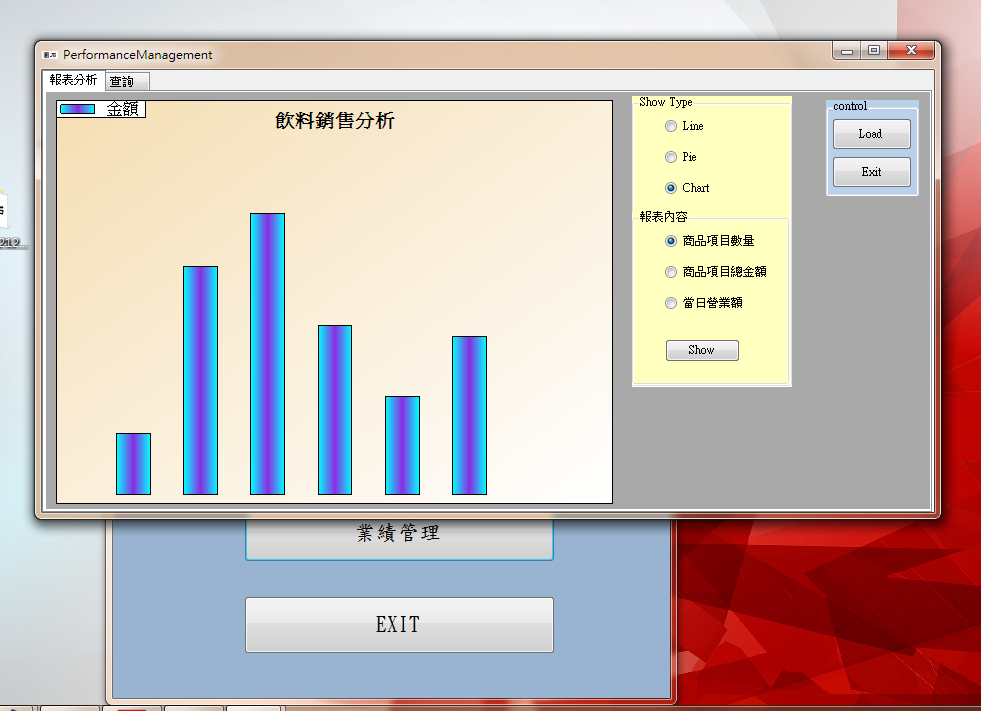 PerformanceManagement
報表分析
查詢
金額
飲料銷售分析
Show Type
Line
Pie
Chart
報表內容
商品項目數量
商品項目總金額
當日營業額
Show
control
Load
Exit
212...
業績管理
EXIT